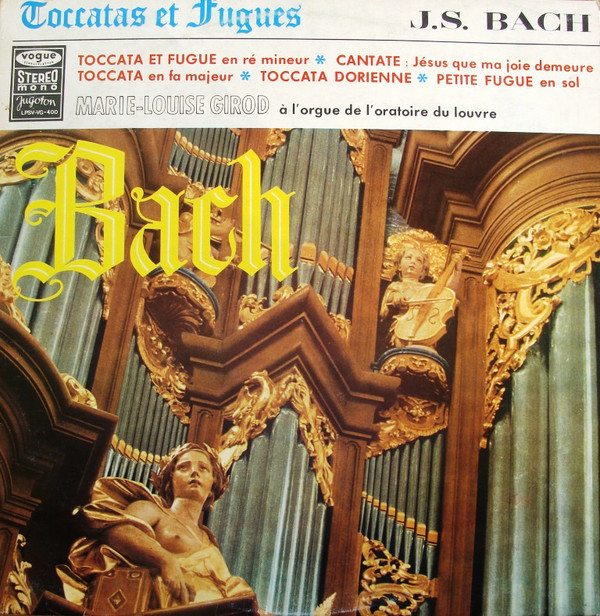 Toccatas et Fugues
J.S. BACH
vogue
STEREO
mono
jugoton
LPSV-VG-400
TOCCATA ET FUGUE en ré mineur * CANTATE : Jésus que ma joie demeure
TOCCATA en fa majeur * TOCCATA DORIENNE * PETITE FUGUE en sol
MARIE-LOUISE GIROD à l'orgue de l'oratoire du louvre
Bach